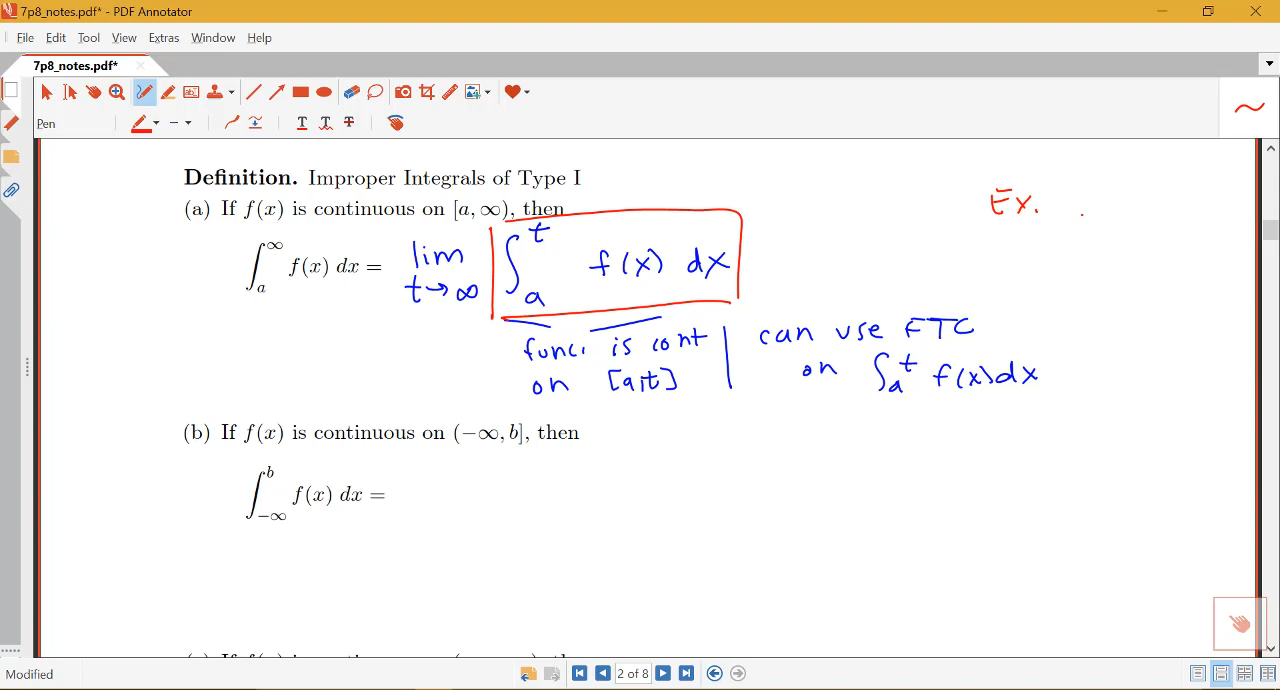 7p8_notes.pdf* - PDF Annotator
File Edit Tool View Extras Window Help
7p8_notes.pdf*
Pen
Definition. Improper Integrals of Type I
(a) If f(x) is continuous on [a, ∞), then
Ex.
∫_a^∞ f(x) dx = lim_{t→∞} ∫_a^t f(x) dx
func. is cont | can use FTC
on [a,t] | on ∫_a^t f(x)dx
(b) If f(x) is continuous on (−∞, b], then
∫_{−∞}^b f(x) dx =
Modified
2 of 8